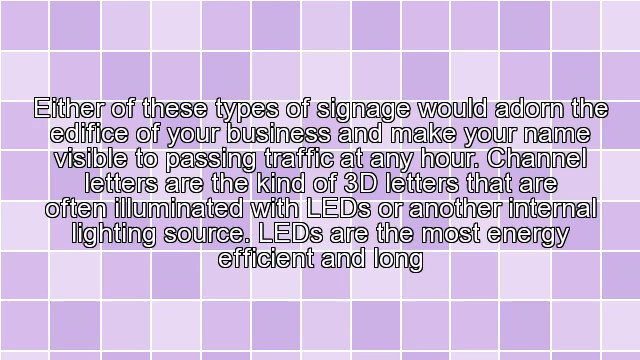 Either of these types of signage would adorn the
edifice of your business and make your name
visible to passing traffic at any hour. Channel
letters are the kind of 3D letters that are
often illuminated with LEDs or another internal
lighting source. LEDs are the most energy
efficient and long